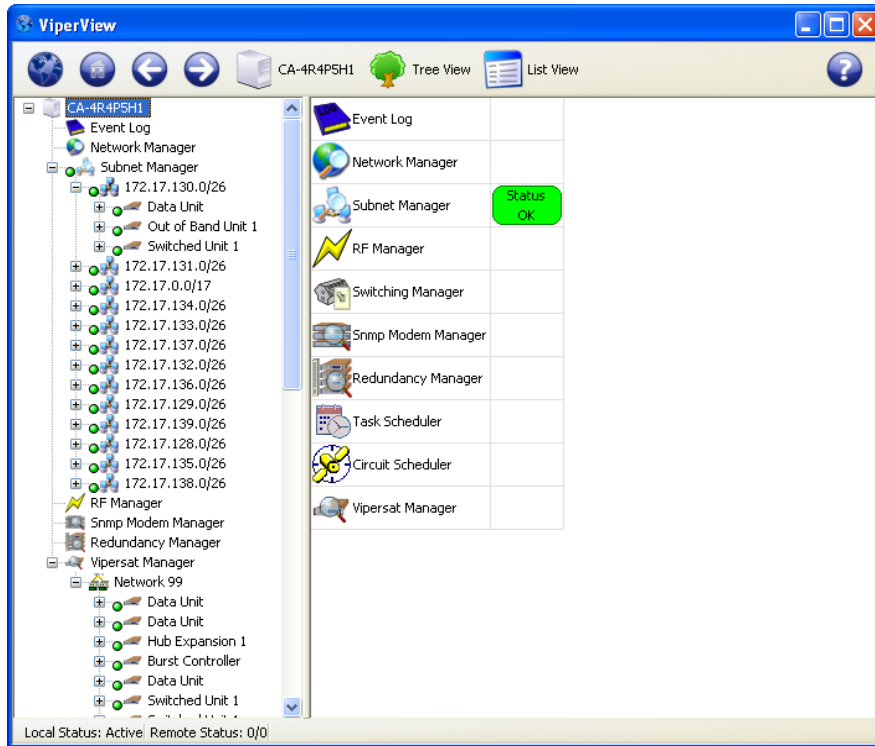 ViperView
CA-4R4P5H1 Tree View List View
CA-4R4P5H1
Event Log
Network Manager
Subnet Manager
172.17.130.0/26
Data Unit
Out of Band Unit 1
Switched Unit 1
172.17.131.0/26
172.17.0.0/17
172.17.134.0/26
172.17.133.0/26
172.17.137.0/26
172.17.132.0/26
172.17.136.0/26
172.17.129.0/26
172.17.139.0/26
172.17.128.0/26
172.17.135.0/26
172.17.138.0/26
RF Manager
Snmp Modem Manager
Redundancy Manager
Vipersat Manager
Network 99
Data Unit
Data Unit
Hub Expansion 1
Burst Controller
Data Unit
Switched Unit 1
LOG
Event Log
Network Manager
Subnet Manager
Status
OK
RF Manager
Switching Manager
Snmp Modem Manager
Redundancy Manager
Task Scheduler
Circuit Scheduler
Vipersat Manager
Local Status: Active Remote Status: 0/0